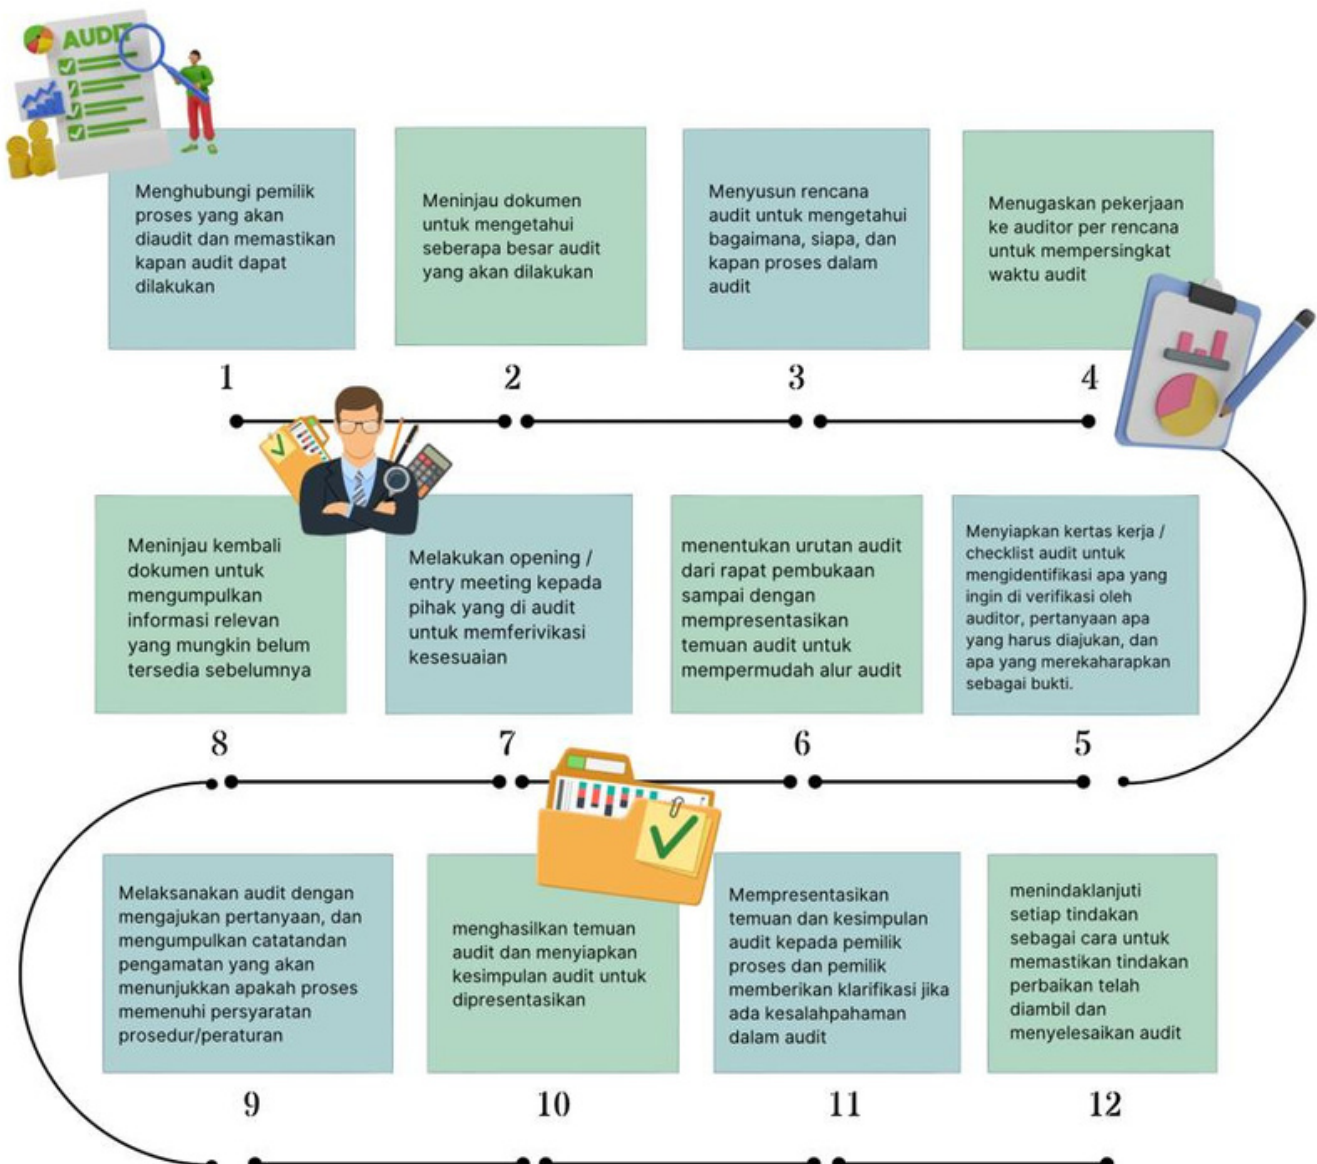 AUDIT
Menghubungi pemilik
proses yang akan
diaudit dan memastikan
kapan audit dapat
dilakukan
1
Meninjau dokumen
untuk mengetahui
seberapa besar audit
yang akan dilakukan
2
Menyusun rencana
audit untuk mengetahui
bagaimana, siapa, dan
kapan proses dalam
audit
3
Menugaskan pekerjaan
ke auditor per rencana
untuk mempersingkat
waktu audit
4
Menyiapkan kertas kerja /
checklist audit untuk
mengidentifikasi apa yang
ingin di verifikasi oleh
auditor, pertanyaan apa
yang harus diajukan, dan
apa yang merekaharapkan
sebagai bukti.
5
menentukan urutan audit
dari rapat pembukaan
sampai dengan
mempresentasikan
temuan audit untuk
mempermudah alur audit
6
Melakukan opening /
entry meeting kepada
pihak yang di audit
untuk memferivikasi
kesesuaian
7
Meninjau kembali
dokumen untuk
mengumpulkan
informasi relevan
yang mungkin belum
tersedia sebelumnya
8
Melaksanakan audit dengan
mengajukan pertanyaan, dan
mengumpulkan catatandan
pengamatan yang akan
menunjukkan apakah proses
memenuhi persyaratan
prosedur/peraturan
9
menghasilkan temuan
audit dan menyiapkan
kesimpulan audit untuk
dipresentasikan
10
Mempresentasikan
temuan dan kesimpulan
audit kepada pemilik
proses dan pemilik
memberikan klarifikasi jika
ada kesalahpahaman
dalam audit
11
menindaklanjuti
setiap tindakan
sebagai cara untuk
memastikan tindakan
perbaikan telah
diambil dan
menyelesaikan audit
12